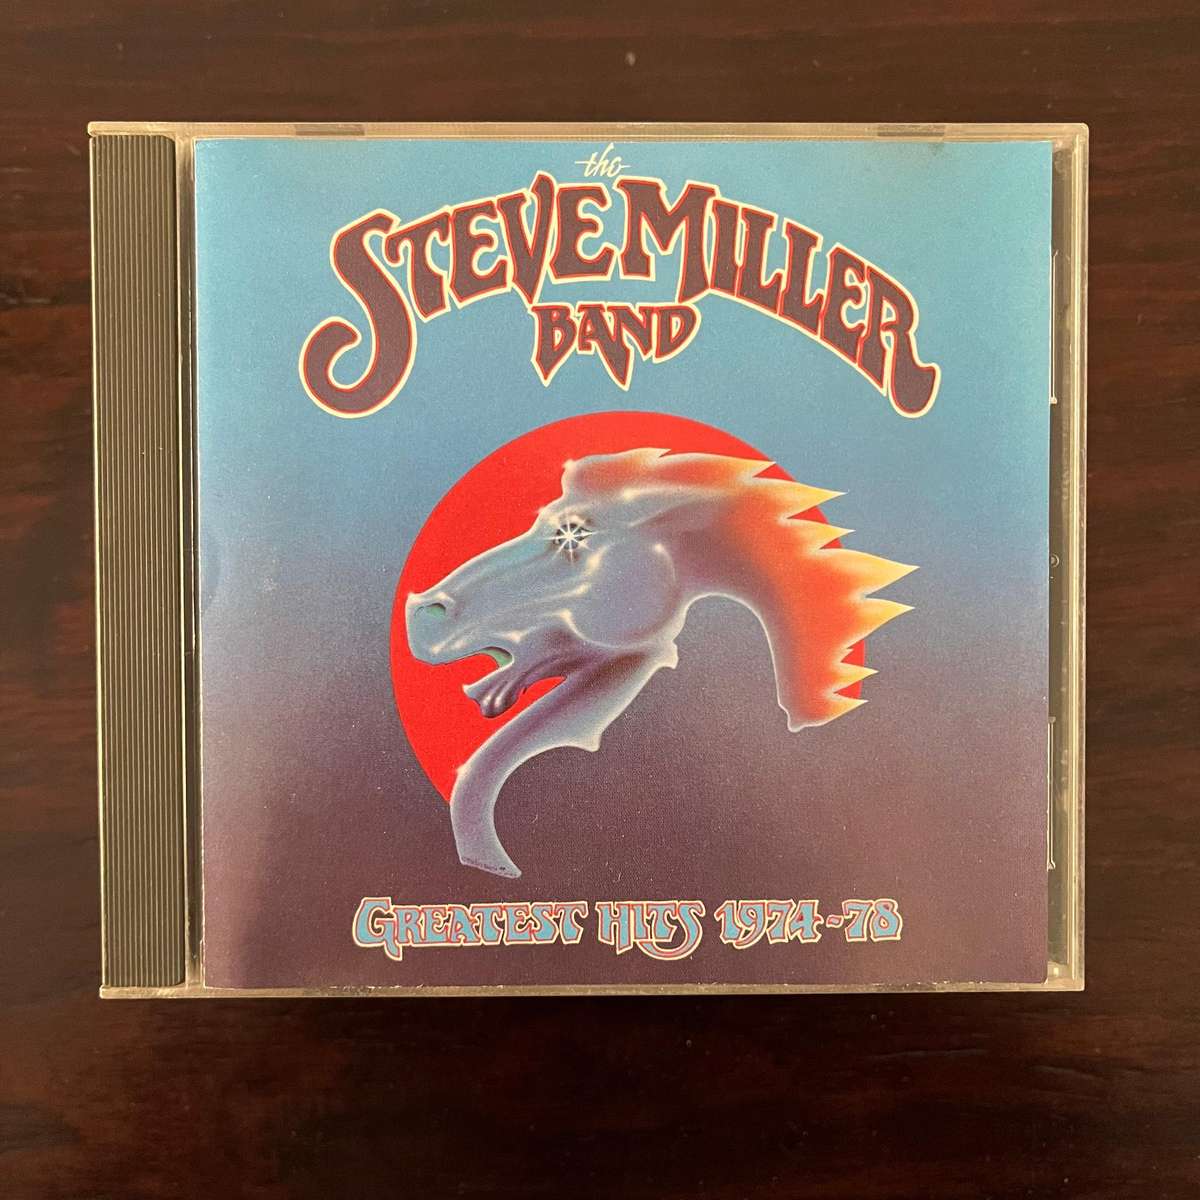 the
STEVE MILLER
BAND
GREATEST HITS 1974-78